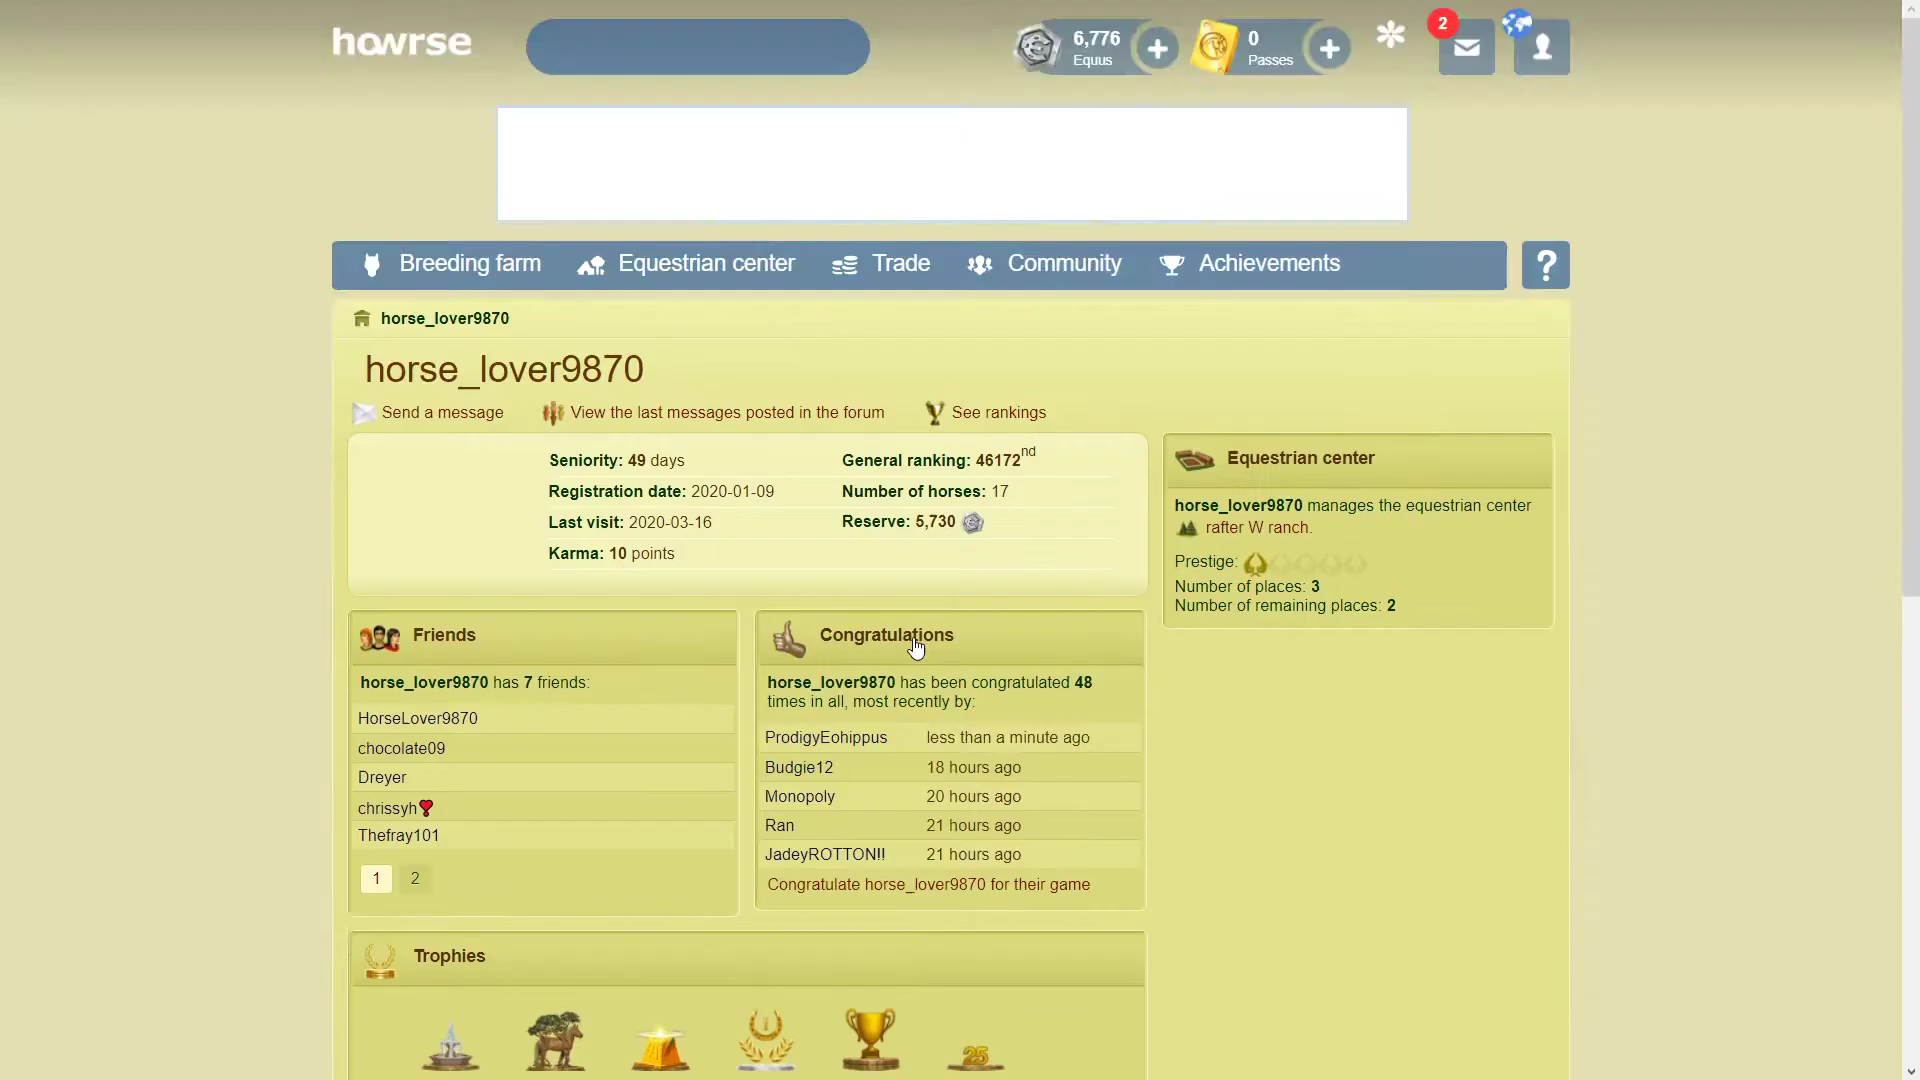 howrse
6,776
Equus
0
Passes
2
Breeding farm
Equestrian center
Trade
Community
Achievements
?
horse_lover9870
horse_lover9870
Send a message
View the last messages posted in the forum
See rankings
Seniority: 49 days
General ranking: 46172nd
Registration date: 2020-01-09
Number of horses: 17
Last visit: 2020-03-16
Reserve: 5,730
Karma: 10 points
Equestrian center
horse_lover9870 manages the equestrian center
rafter W ranch.
Prestige:
Number of places: 3
Number of remaining places: 2
Friends
horse_lover9870 has 7 friends:
HorseLover9870
chocolate09
Dreyer
chrissyh
Thefray101
1 2
Congratulations
horse_lover9870 has been congratulated 48
times in all, most recently by:
ProdigyEohippus less than a minute ago
Budgie12 18 hours ago
Monopoly 20 hours ago
Ran 21 hours ago
JadeyROTTON!! 21 hours ago
Congratulate horse_lover9870 for their game
Trophies
25